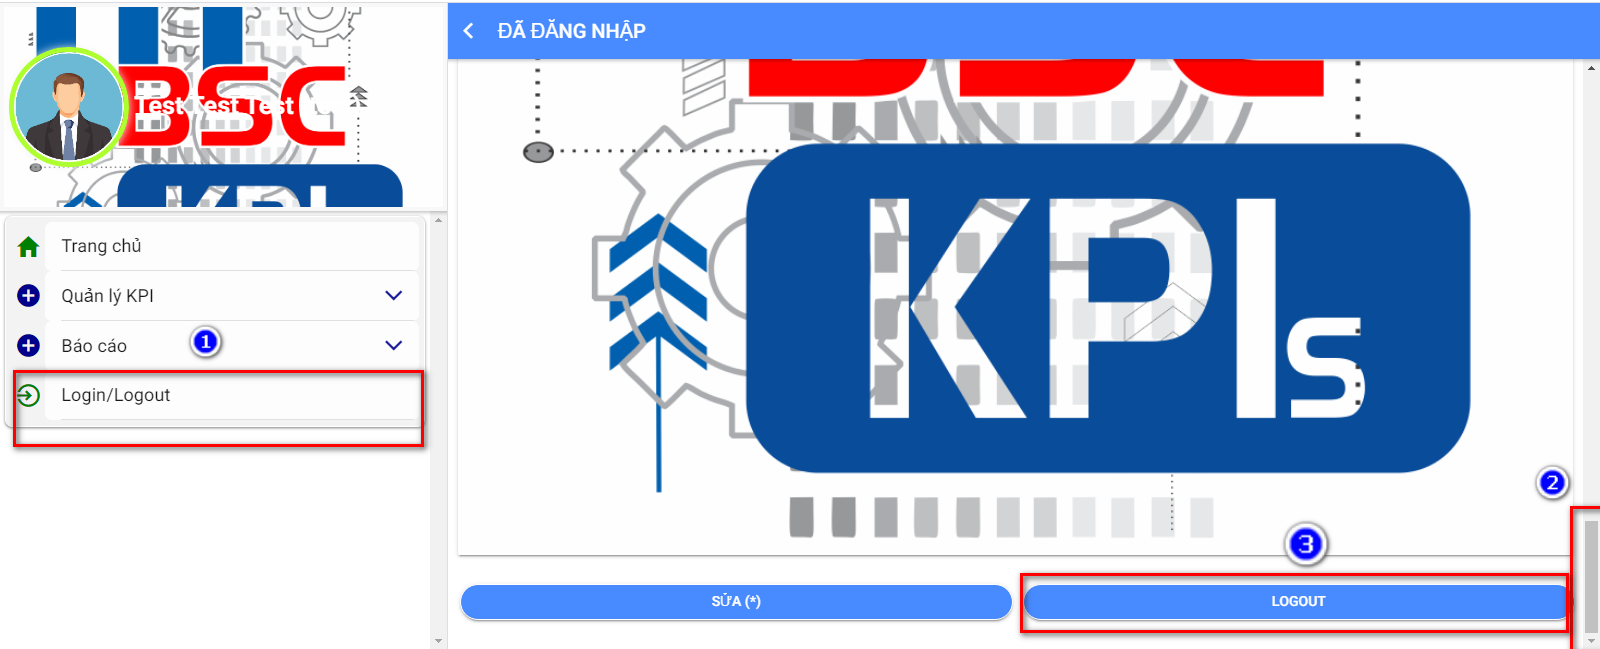 BSC
Test Test Test
KPI
Trang chủ
Quản lý KPI
Báo cáo
1
Login/Logout
ĐÃ ĐĂNG NHẬP
KPIs
2
3
SỬA (*)
LOGOUT